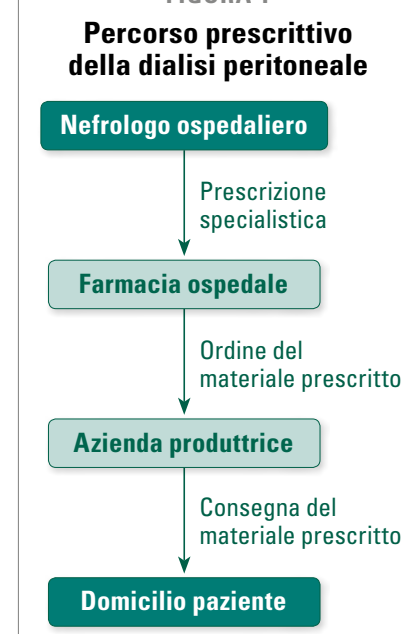 Percorso prescrittivo
della dialisi peritoneale
Nefrologo ospedaliero
Prescrizione
specialistica
Farmacia ospedale
Ordine del
materiale prescritto
Azienda produttrice
Consegna del
materiale prescritto
Domicilio paziente